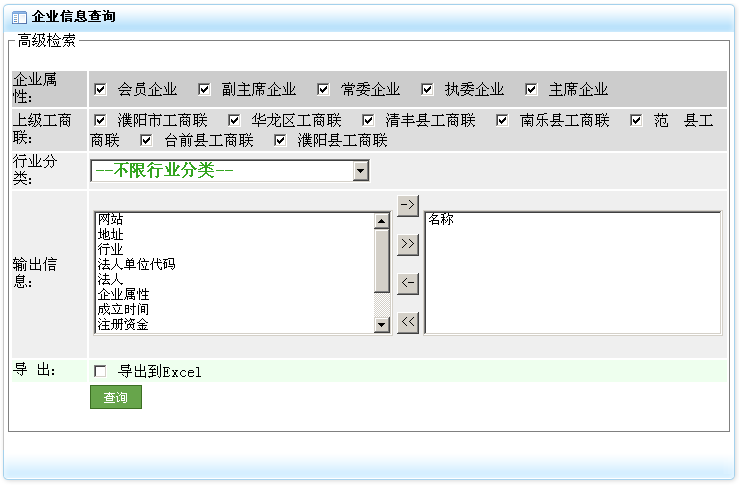 企业信息查询
高级检索
企业属性： 会员企业 副主席企业 常委企业 执委企业 主席企业
上级工商联： 濮阳市工商联 华龙区工商联 清丰县工商联 南乐县工商联 范 县工
商联 台前县工商联 濮阳县工商联
行业分类： --不限行业分类--
输出信息：
网站
地址
行业
法人单位代码
法人
企业属性
成立时间
注册资金
->
>>
<-
<<
名称
导 出： 导出到Excel
查询